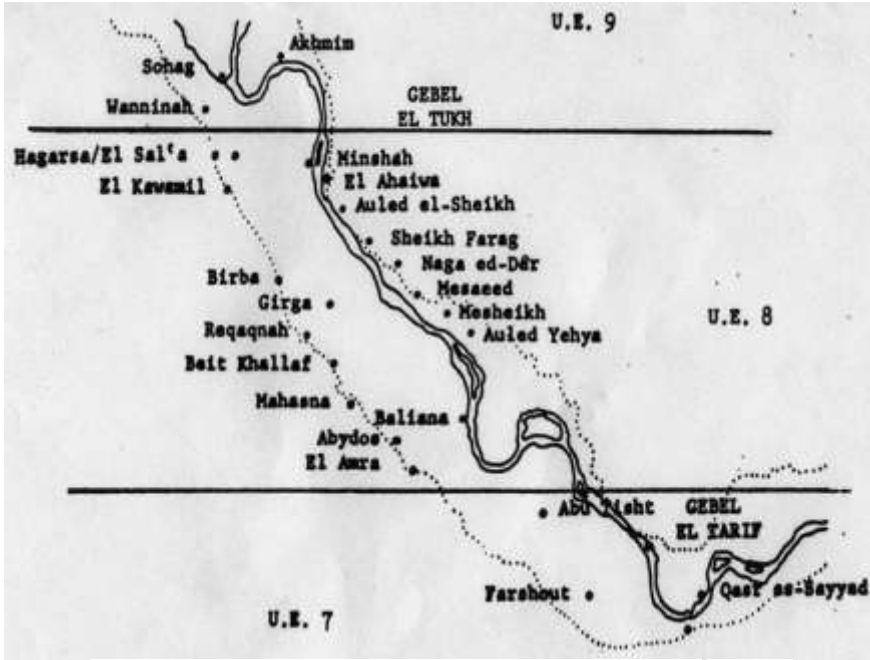 U.E. 9
Akhmim
Sohag
Wanninah
GEBEL
EL TUKH
Hagarsa/El Salᶜa
Minshah
El Ahaiwa
El Kawamil
Auled el-Sheikh
Sheikh Farag
Naga ed-Dêr
Birba
Mesaeed
Girga
Mesheikh
U.E. 8
Reqaqnah
Auled Yehya
Beit Khallaf
Mahasna
Baliana
Abydos
El Amra
Abu Tisht
GEBEL
EL TARIF
Farshout
Qasr es-Sayyad
U.E. 7